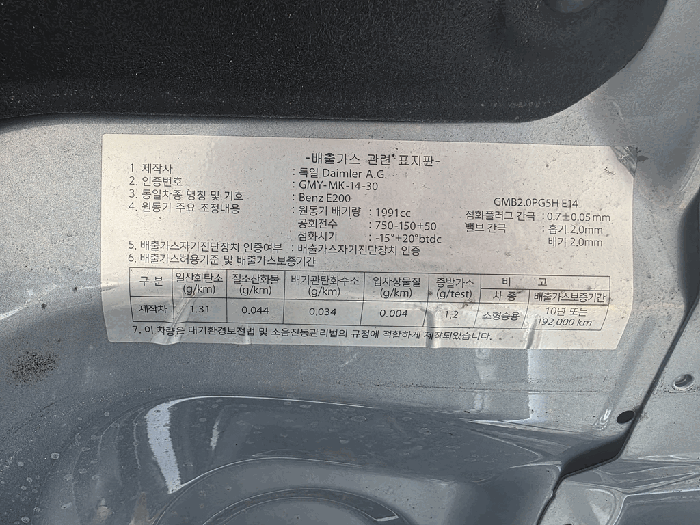 -배출가스 관련 표지판-
1. 제작자 : 독일 Daimler A.G
2. 인증번호 : GMY-MK-14-30
3. 동일차종 명칭 및 기호 : Benz E200 GMB2.0PGSH E14
4. 원동기 주요 조정내용 : 원동기 배기량 : 1991cc 점화플러그 간극 : 0.7±0.05mm
공회전수 : 750-150+50 밸브 간극 : 흡기 2.0mm
점화시기 : -15°+20°btdc 배기 2.0mm
5. 배출가스자기진단장치 인증여부 : 배출가스자기진단장치 인증
6. 배출가스허용기준 및 배출가스보증기간
구 분 일산화탄소 (g/km) 질소산화물 (g/km) 배기관탄화수소 (g/km) 입자상물질 (g/km) 증발가스 (g/test) 비 고
차 종 배출가스보증기간
제작차 1.31 0.044 0.034 0.004 1.2 소형승용 10년 또는
192,000 km
7. 이 차량은 대기환경보전법 및 소음진동관리법의 규정에 적합하게 제작되었습니다.